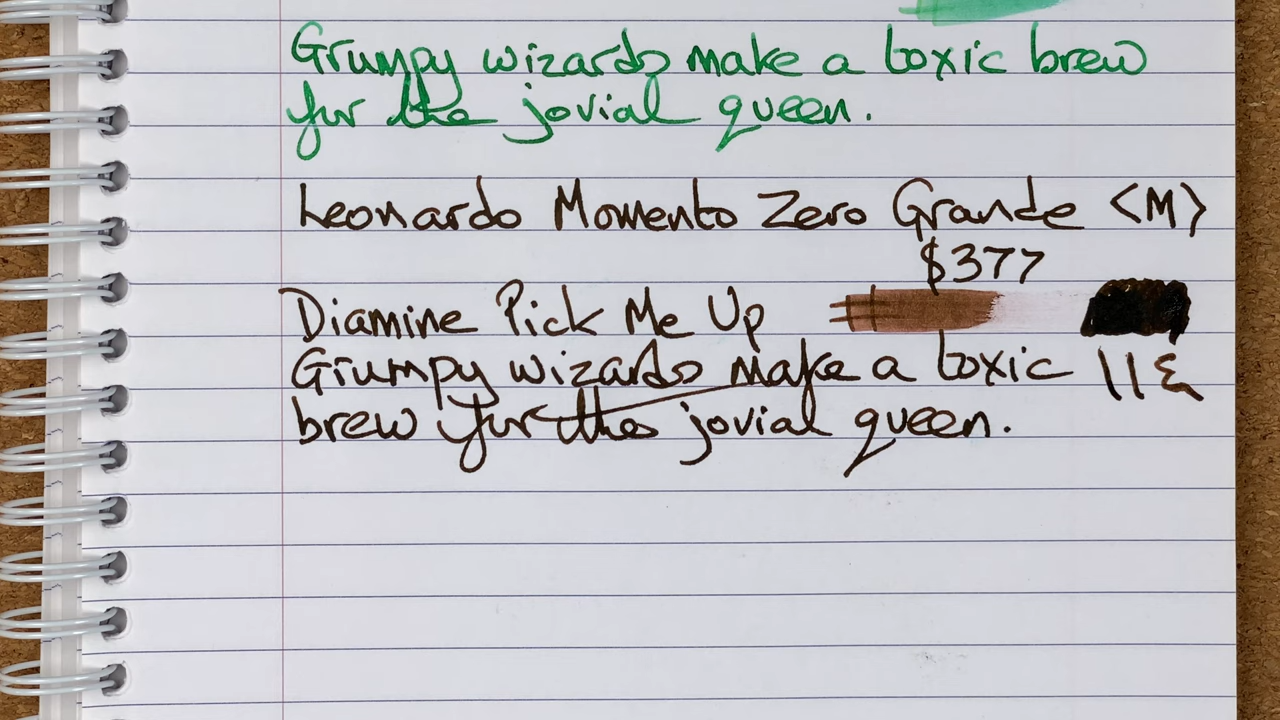 Grumpy wizards make a toxic brew
for the jovial queen.
Leonardo Momento Zero Grande <M>
$377
Diamine Pick Me Up
Grumpy wizards make a toxic
brew for the jovial queen.